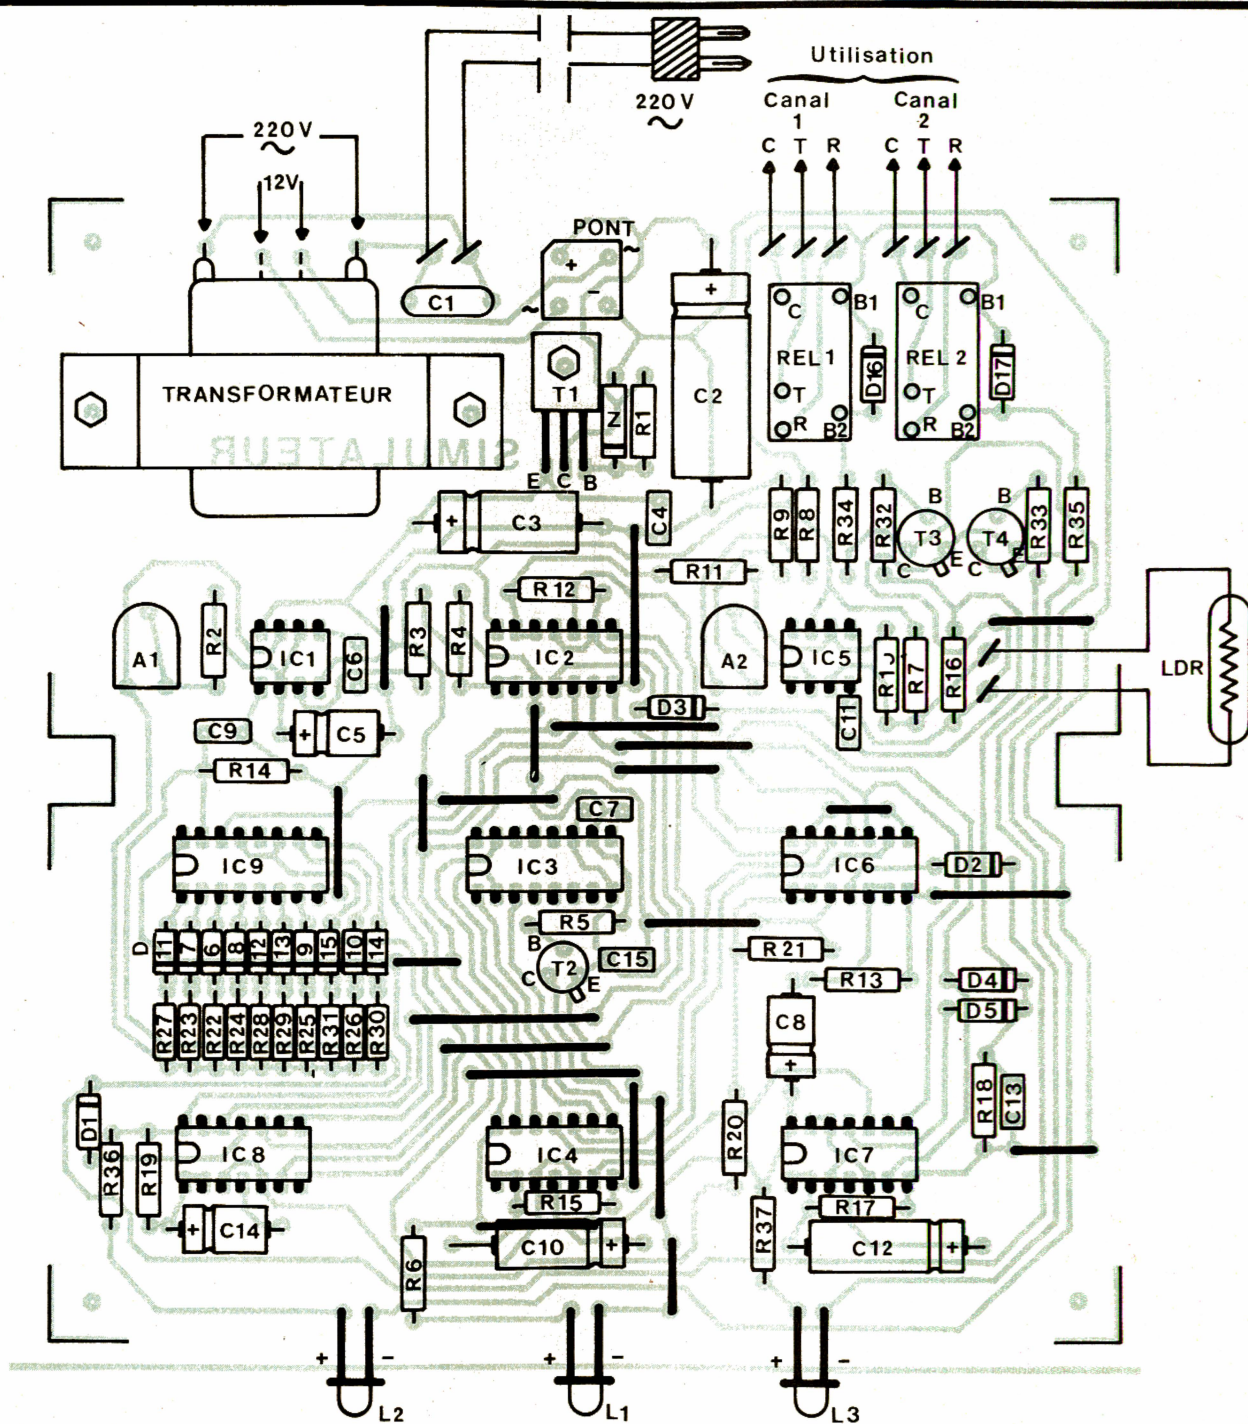 Utilisation
220 V
Canal 1
Canal 2
C T R
C T R
220 V
12V
PONT
~
+
-
~
C1
+
C2
C B1
REL 1
T
R B2
D16
C B1
REL 2
T
R B2
D17
TRANSFORMATEUR
SIMULATEUR
T1
E C B
Z
R1
+ C3
C4
R9
R8
R34
R32
B
T3
C E
B
T4
C E
R33
R35
R11
R12
A1
R2
IC1
C6
R3
R4
IC2
A2
IC5
R1J
R7
R16
LDR
D3
C11
C9
+ C5
R14
C7
IC9
IC3
IC6
D2
R5
D
11
7
6
8
12
13
9
15
10
14
B
T2
C E
C15
R21
R13
D4
D5
C8
+
R27
R23
R22
R24
R28
R29
R25
R31
R26
R30
D1
R36
R19
IC8
IC4
R20
IC7
R18
C13
R15
R17
+ C14
C10 +
R37
C12 +
R6
+ -
L2
+ -
L1
+ -
L3